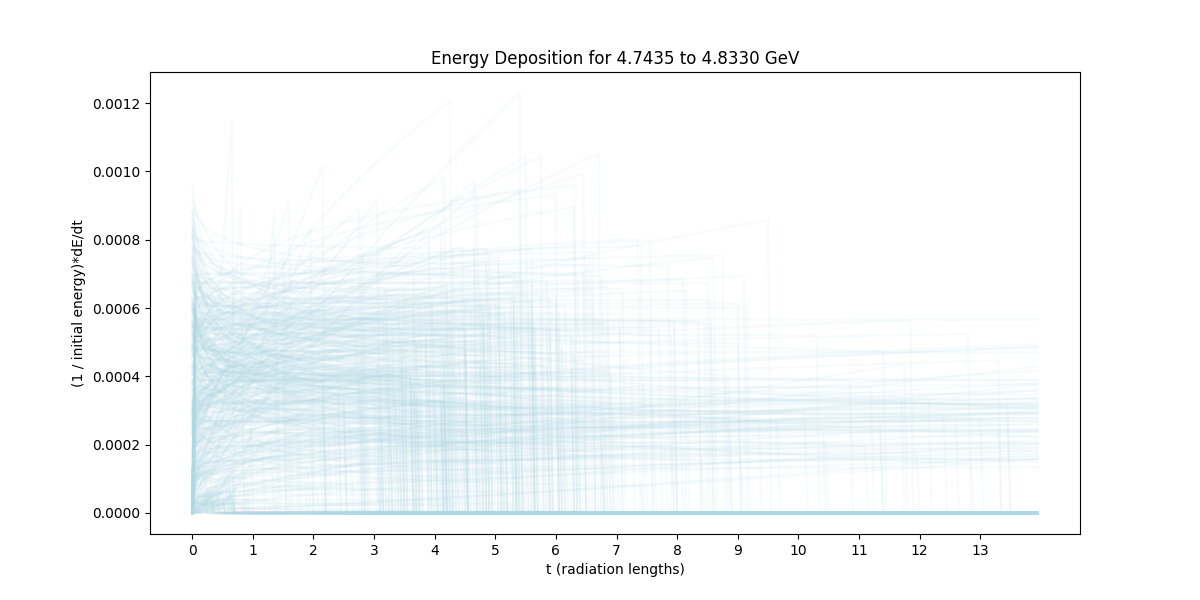 Energy Deposition for 4.7435 to 4.8330 GeV
(1 / initial energy)*dE/dt
0.0012
0.0010
0.0008
0.0006
0.0004
0.0002
0.0000
0 1 2 3 4 5 6 7 8 9 10 11 12 13
t (radiation lengths)